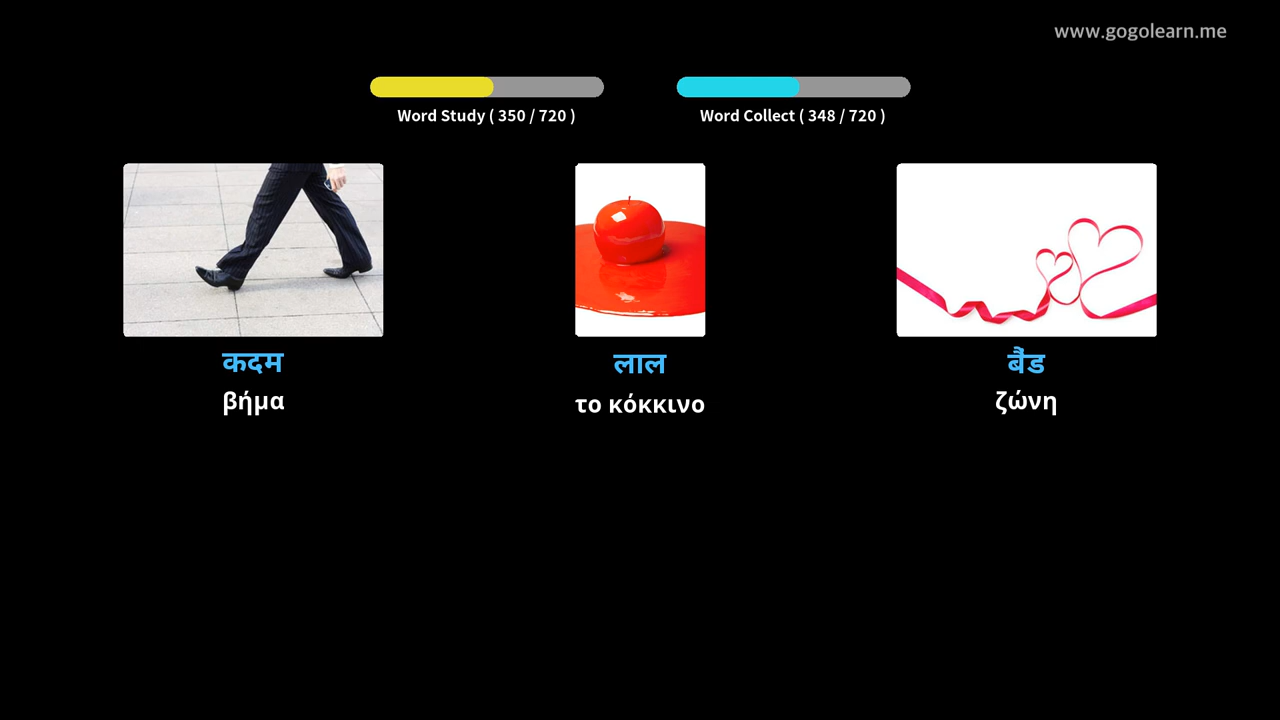 www.gogolearn.me
Word Study ( 350 / 720 )
Word Collect ( 348 / 720 )
कदम
βήμα
लाल
το κόκκινο
बैंड
ζώνη